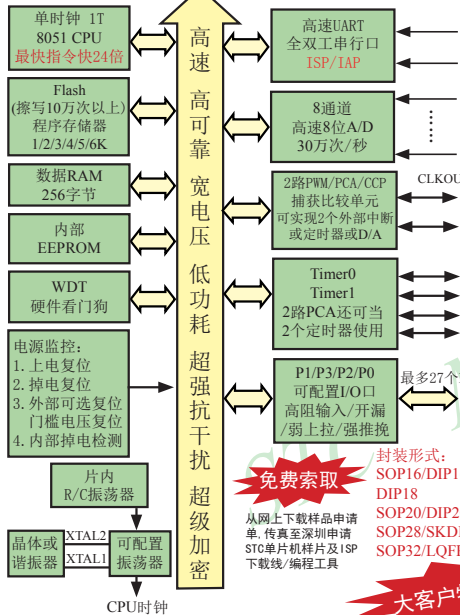 单时钟 1T
8051 CPU
最快指令快24倍
Flash
(擦写10万次以上)
程序存储器
1/2/3/4/5/6K
数据RAM
256字节
内部
EEPROM
WDT
硬件看门狗
电源监控:
1. 上电复位
2. 掉电复位
3. 外部可选复位
门槛电压复位
4. 内部掉电检测
片内
R/C振荡器
晶体或
谐振器
XTAL2
XTAL1
可配置
振荡器
CPU时钟
高速 高可靠 宽电压 低功耗 超强抗干扰 超级加密
高速UART
全双工串行口
ISP/IAP
8通道
高速8位A/D
30万次/秒
2路PWM/PCA/CCP
捕获比较单元
可实现2个外部中断
或定时器或D/A
CLKOU
Timer0
Timer1
2路PCA还可当
2个定时器使用
P1/P3/P2/P0
可配置I/O口
高阻输入/开漏
/弱上拉/强推挽
最多27个
免费索取
从网上下载样品申请
单,传真至深圳申请
STC单片机样片及ISP
下载线/编程工具
封装形式:
SOP16/DIP1
DIP18
SOP20/DIP2
SOP28/SKDI
SOP32/LQFP
大客户